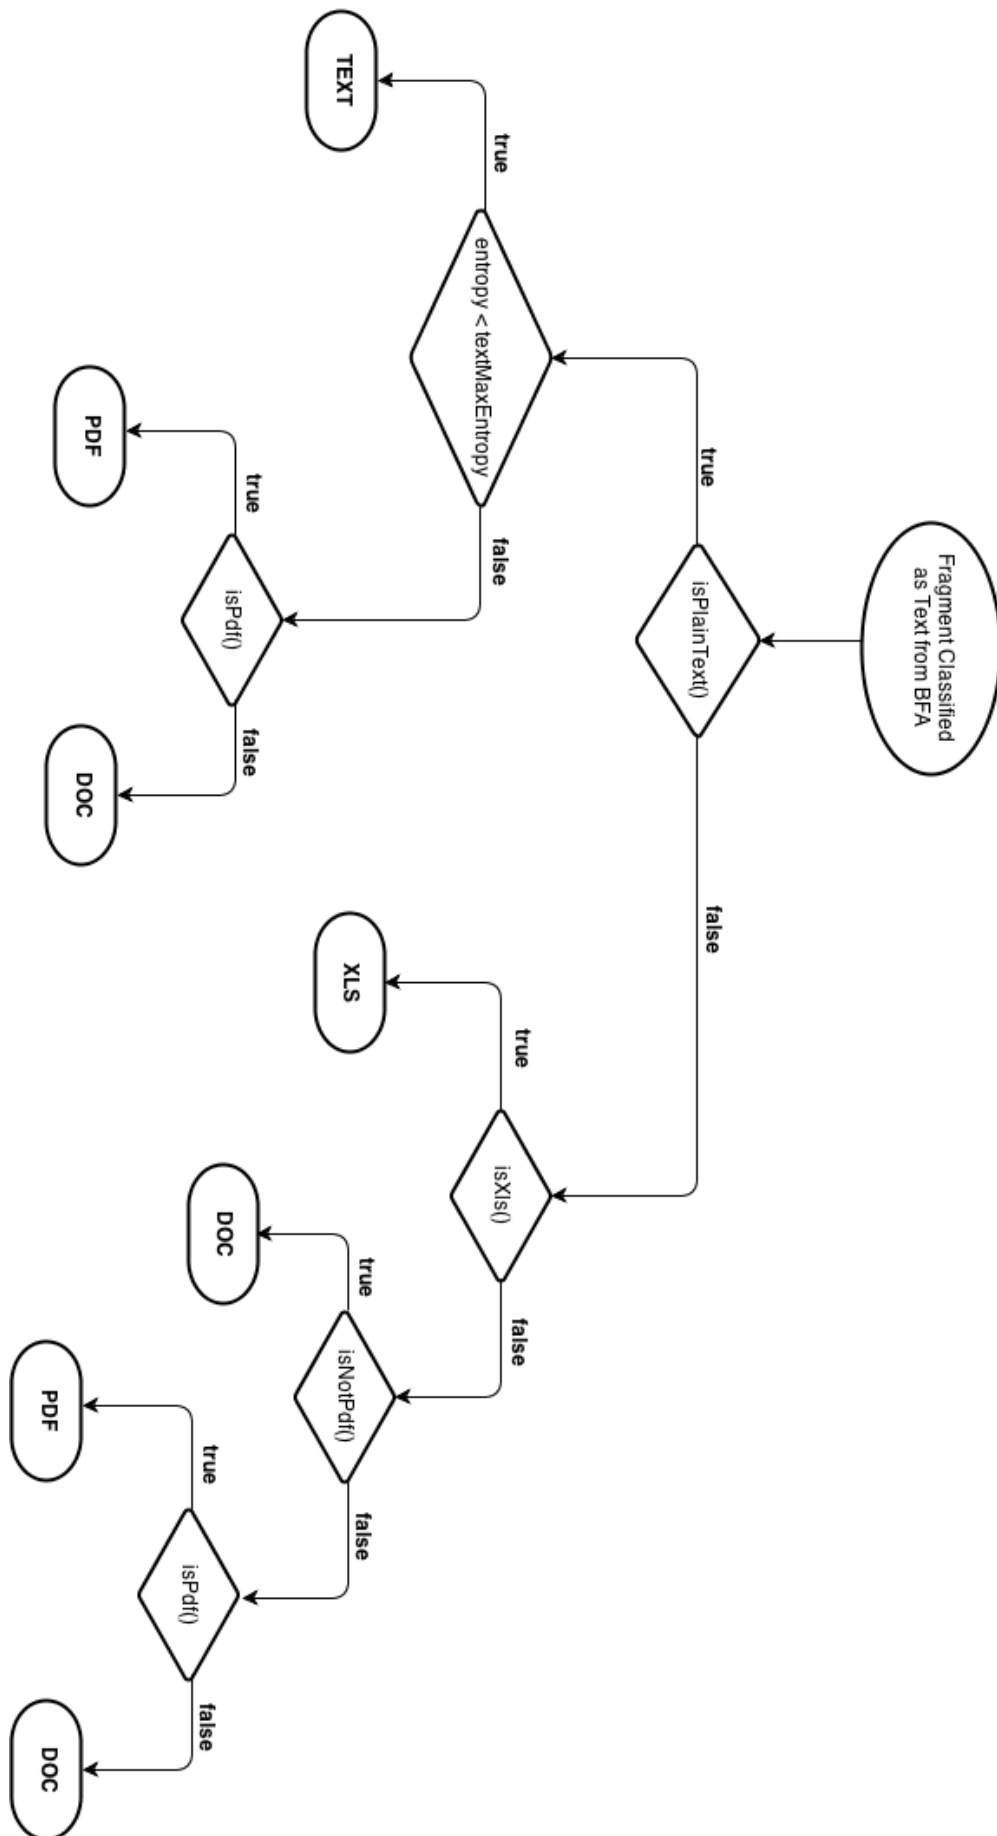 Fragment Classified
as Text from BFA
isPlainText()
true
false
entropy < textMaxEntropy
true
false
TEXT
isPdf()
true
false
PDF
DOC
isXls()
true
false
XLS
isNotPdf()
true
false
DOC
isPdf()
true
false
PDF
DOC